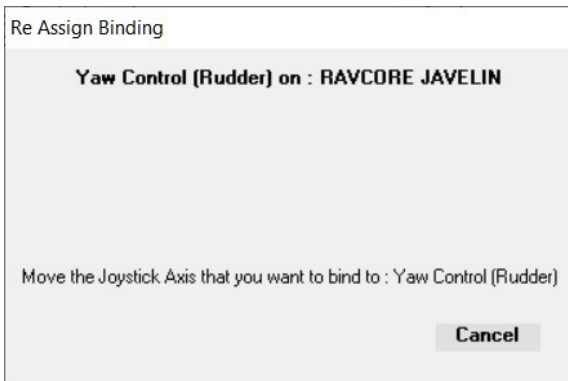 Re Assign Binding
Yaw Control (Rudder) on : RAVCORE JAVELIN
Move the Joystick Axis that you want to bind to : Yaw Control (Rudder)
Cancel